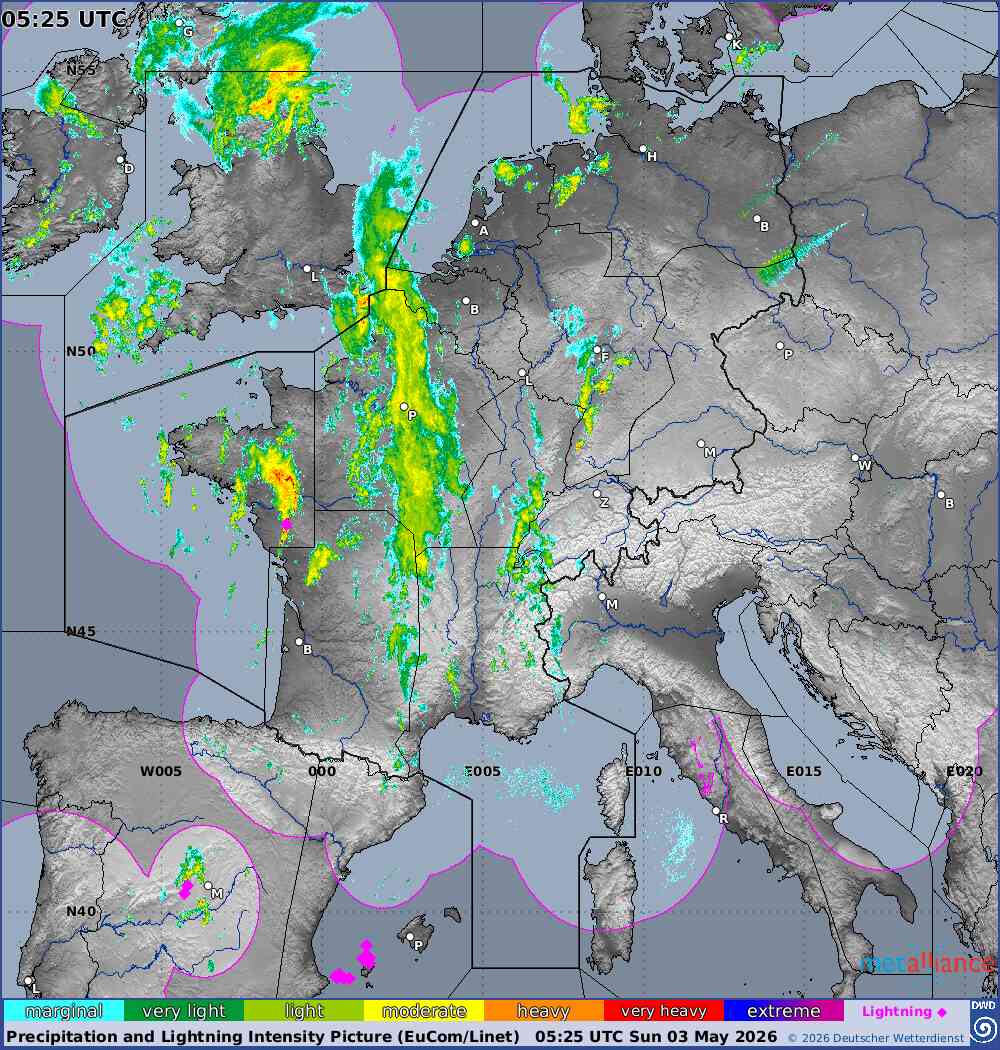 05:25 UTC
G
K
N55
H
D
B
A
L
B
N50
P
F
L
P
M
W
Z
B
M
N45
B
W005
000
E005
E010
E015
E020
R
M
N40
P
metalliance
L
marginal
very light
light
moderate
heavy
very heavy
extreme
Lightning
DWD
Precipitation and Lightning Intensity Picture (EuCom/Linet) 05:25 UTC Sun 03 May 2026 © 2026 Deutscher Wetterdienst